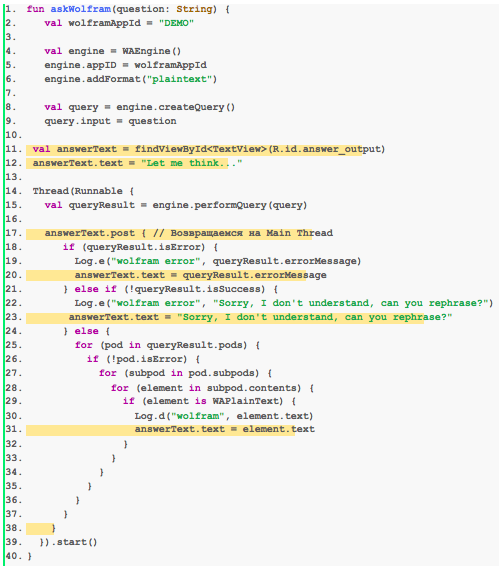 1. fun askWolfram(question: String) {
2. val wolframAppId = "DEMO"
3.
4. val engine = WAEngine()
5. engine.appID = wolframAppId
6. engine.addFormat("plaintext")
7.
8. val query = engine.createQuery()
9. query.input = question
10.
11. val answerText = findViewById<TextView>(R.id.answer_output)
12. answerText.text = "Let me think..."
13.
14. Thread(Runnable {
15. val queryResult = engine.performQuery(query)
16.
17. answerText.post { // Возвращаемся на Main Thread
18. if (queryResult.isError) {
19. Log.e("wolfram error", queryResult.errorMessage)
20. answerText.text = queryResult.errorMessage
21. } else if (!queryResult.isSuccess) {
22. Log.e("wolfram error", "Sorry, I don't understand, can you rephrase?")
23. answerText.text = "Sorry, I don't understand, can you rephrase?"
24. } else {
25. for (pod in queryResult.pods) {
26. if (!pod.isError) {
27. for (subpod in pod.subpods) {
28. for (element in subpod.contents) {
29. if (element is WAPlainText) {
30. Log.d("wolfram", element.text)
31. answerText.text = element.text
32. }
33. }
34. }
35. }
36. }
37. }
38. }
39. }).start()
40. }